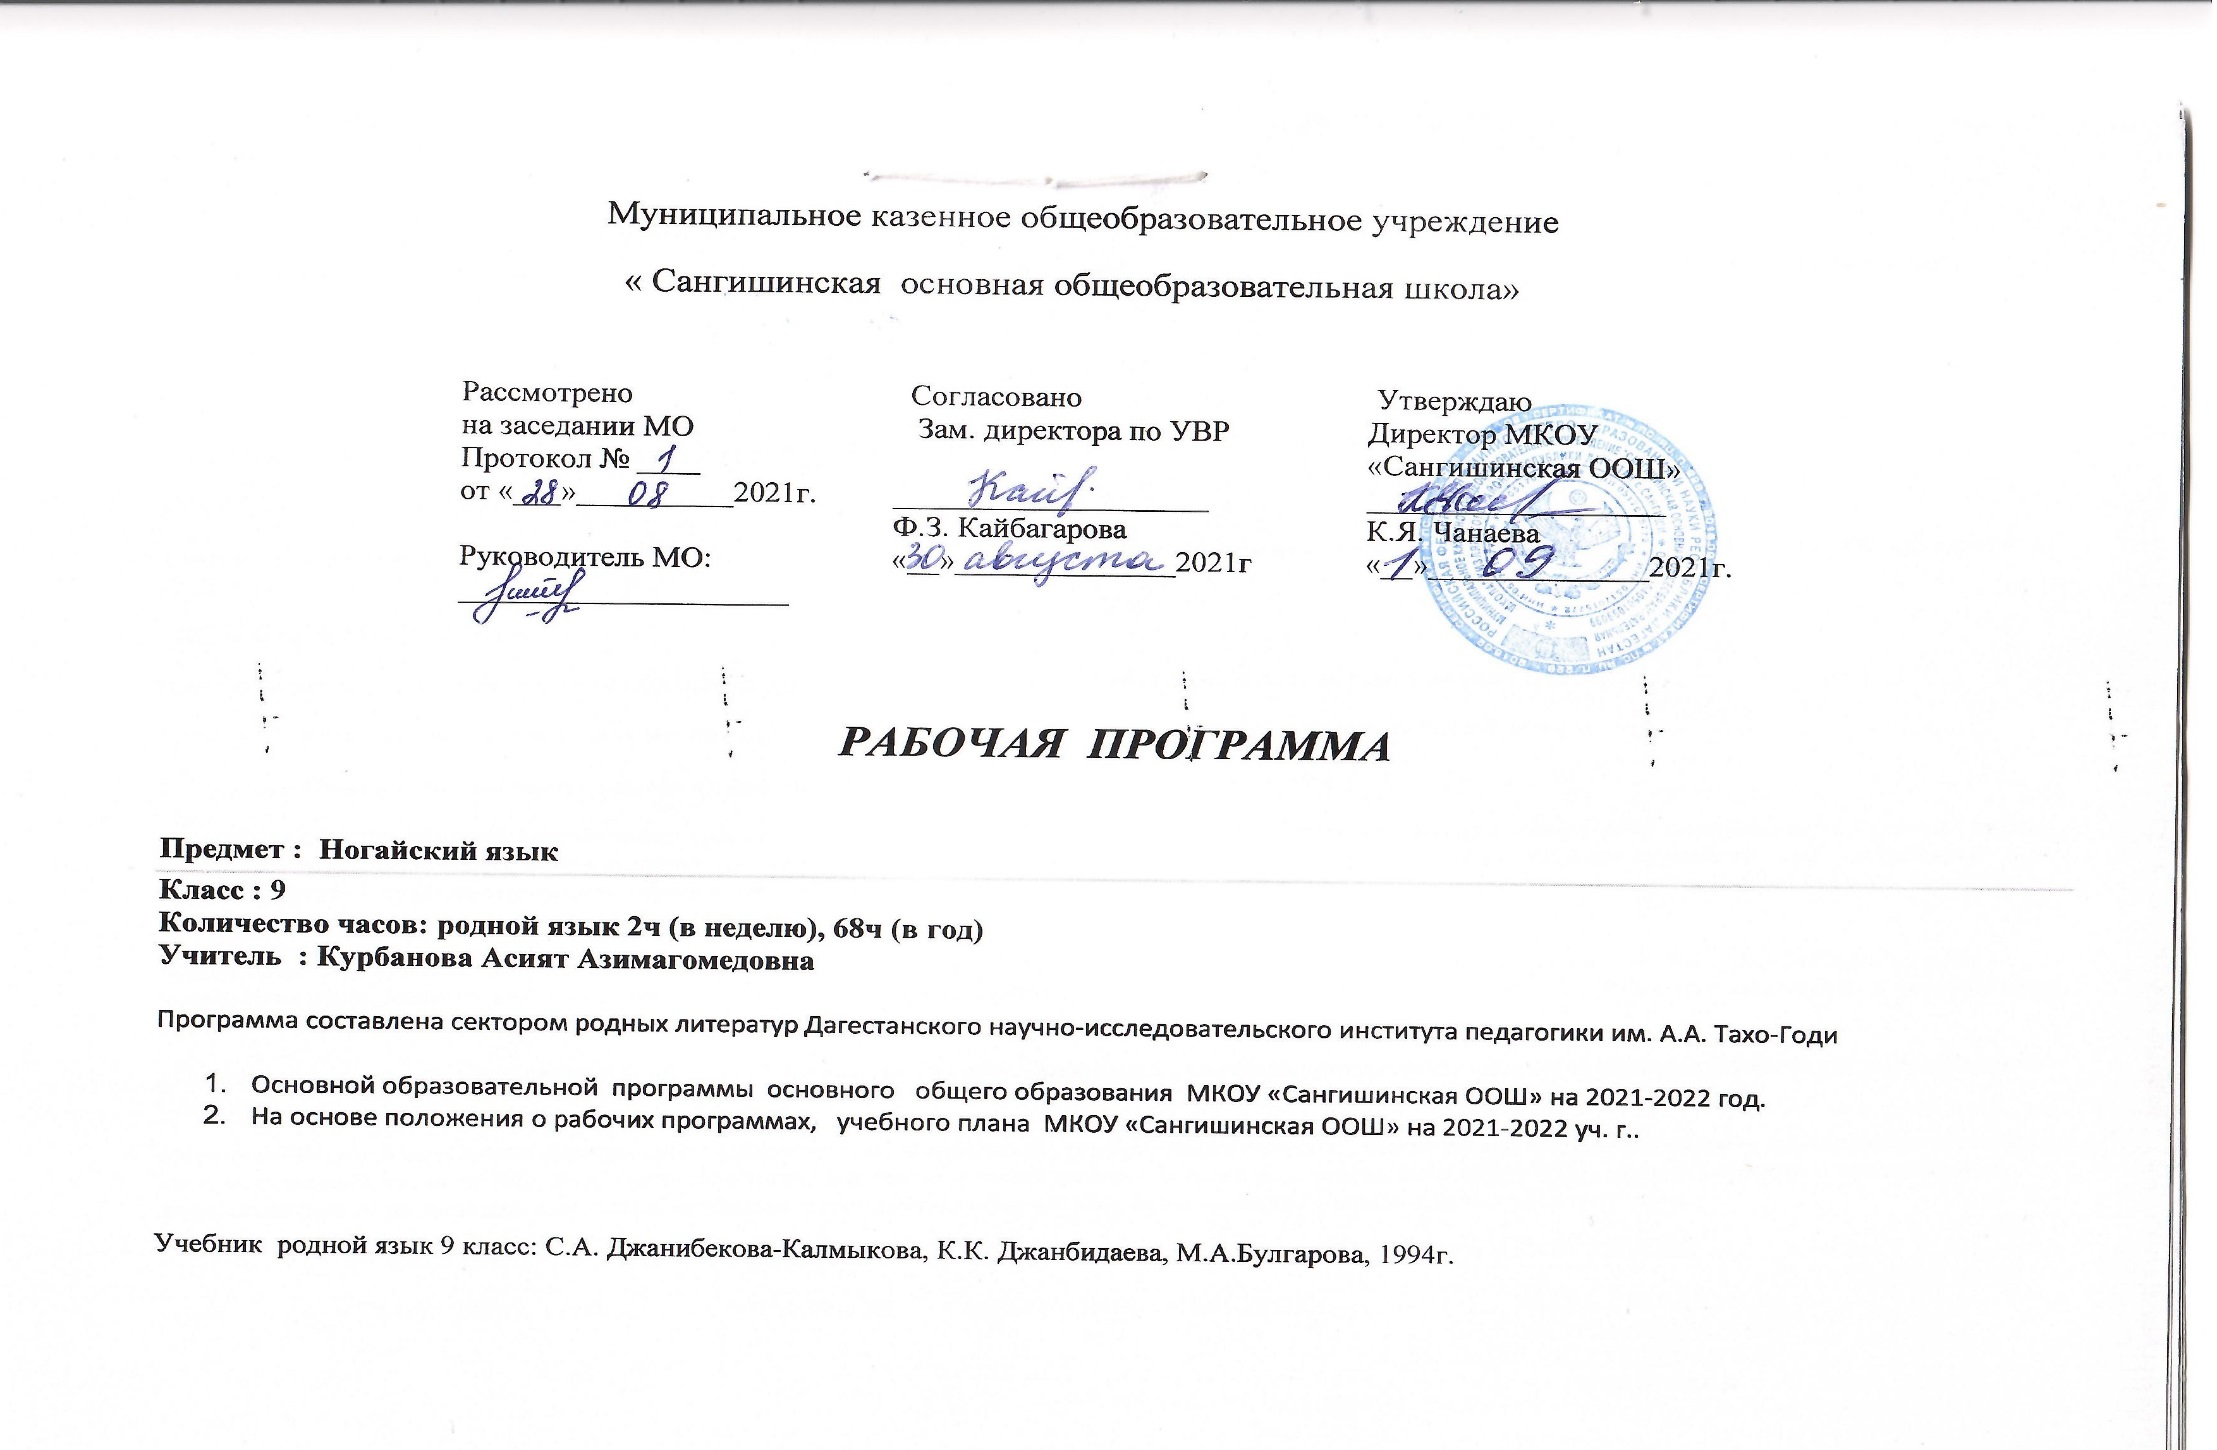 Муниципальное казенное общеобразовательное учреждение
« Сангишинская основная общеобразовательная школа»
Рассмотрено
на заседании МО
Протокол № 1
от «28» 08 2021г.
Руководитель МО:
Согласовано
Зам. директора по УВР
Ф.З. Кайбагарова
«30» августа 2021г
Утверждаю
Директор МКОУ
«Сангишинская ООШ»
К.Я. Чанаева
«1» 09 2021г.
РАБОЧАЯ ПРОГРАММА
Предмет : Ногайский язык
Класс : 9
Количество часов: родной язык 2ч (в неделю), 68ч (в год)
Учитель : Курбанова Асият Азимагомедовна
Программа составлена сектором родных литератур Дагестанского научно-исследовательского института педагогики им. А.А. Тахо-Годи
1. Основной образовательной программы основного общего образования МКОУ «Сангишинская ООШ» на 2021-2022 год.
2. На основе положения о рабочих программах, учебного плана МКОУ «Сангишинская ООШ» на 2021-2022 уч. г..
Учебник родной язык 9 класс: С.А. Джанибекова-Калмыкова, К.К. Джанбидаева, М.А.Булгарова, 1994г.